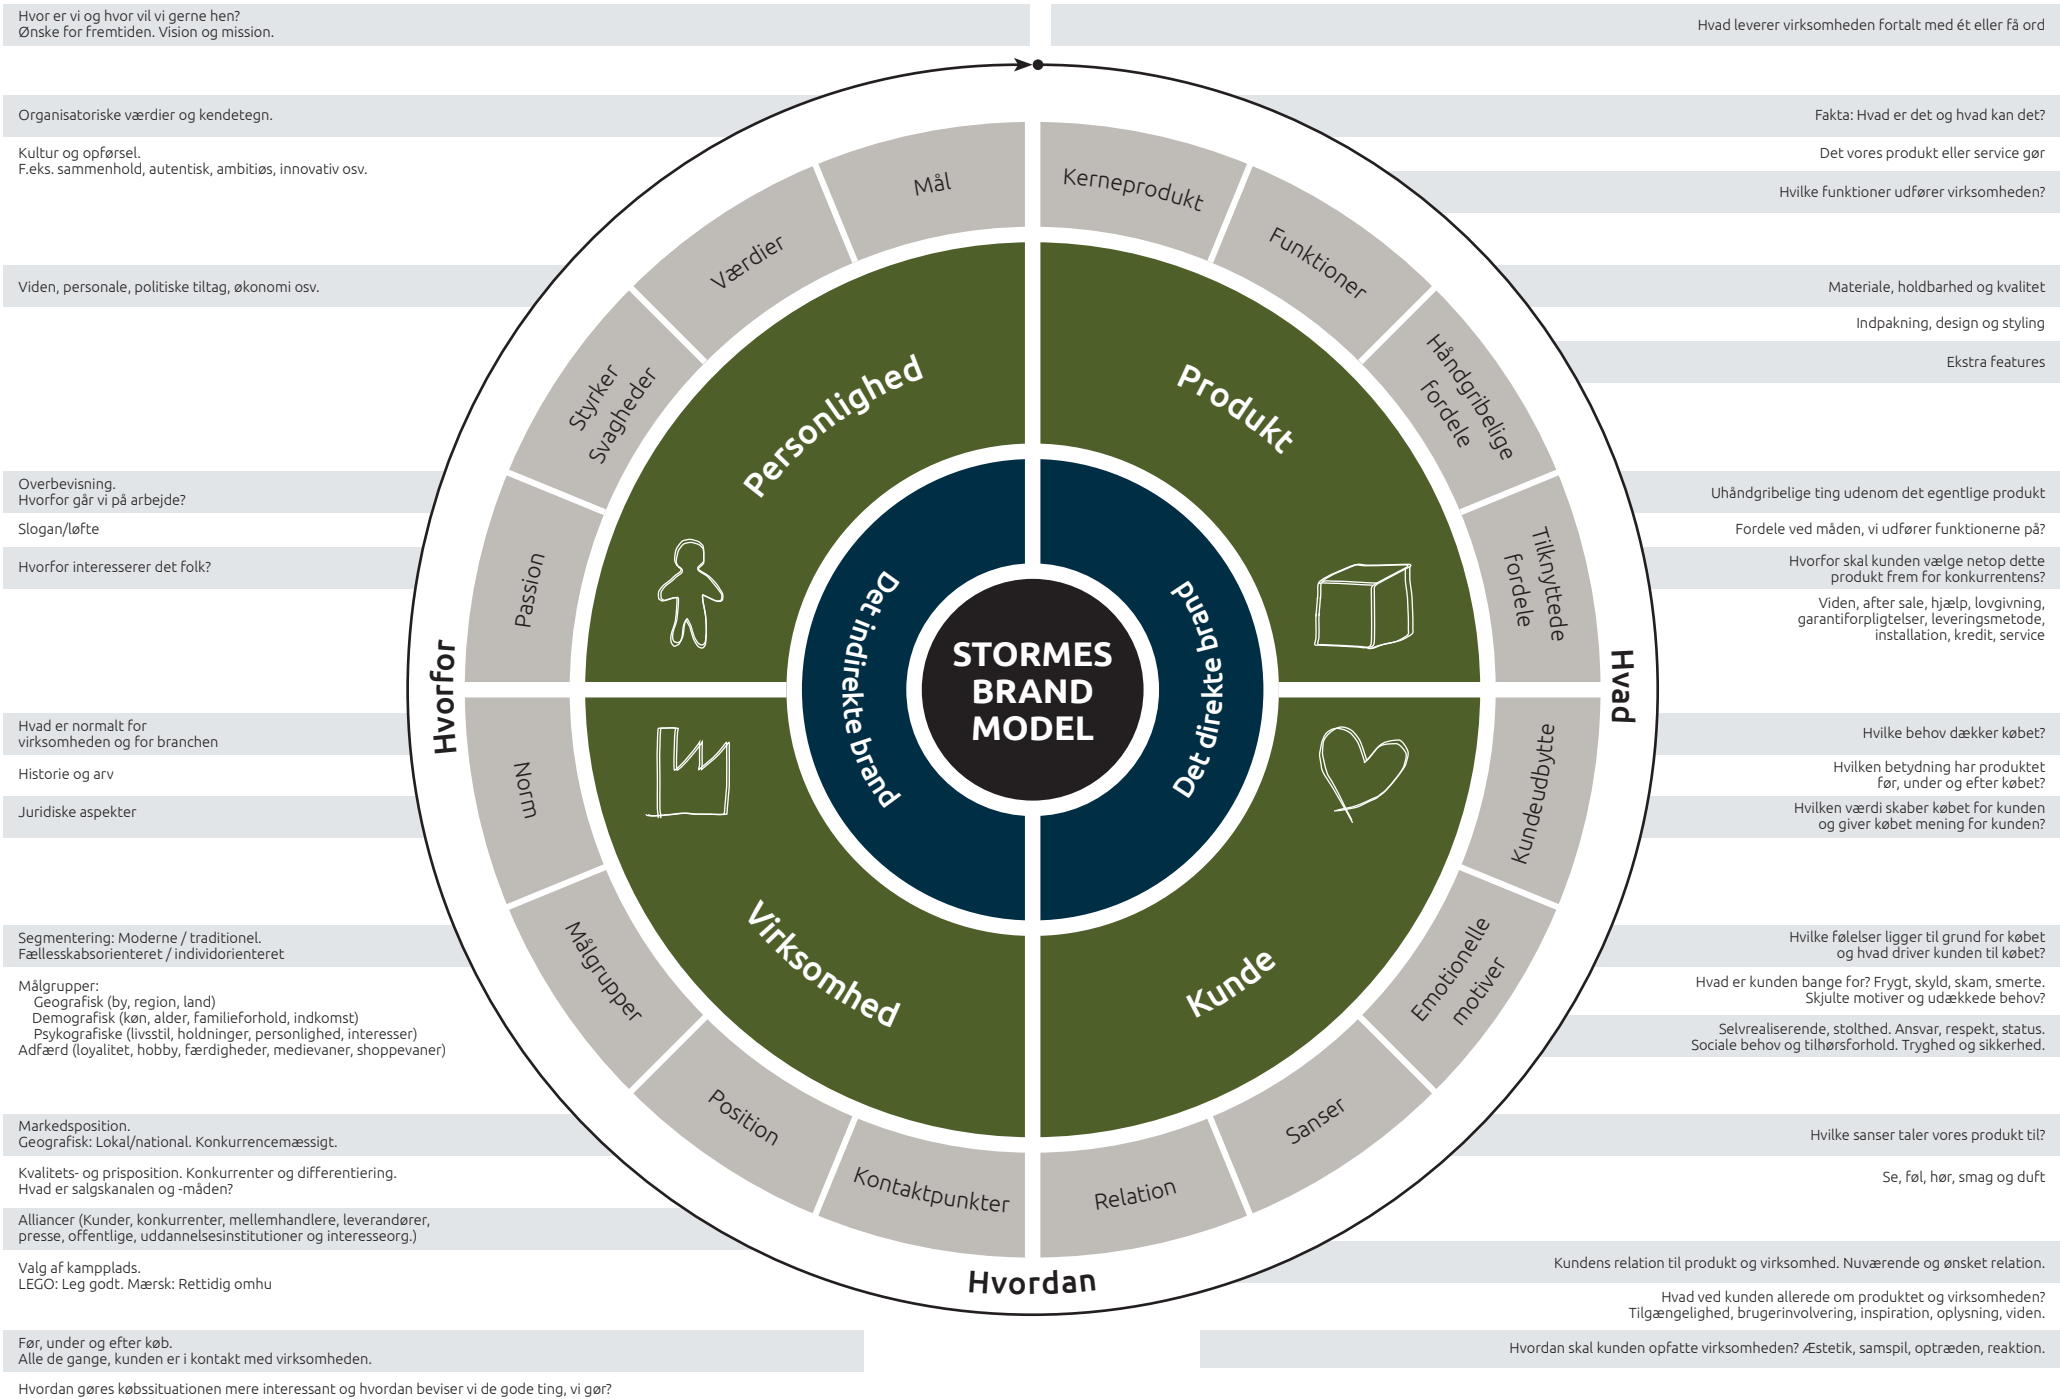 Hvor er vi og hvor vil vi gerne hen?
Ønske for fremtiden. Vision og mission.
Organisatoriske værdier og kendetegn.
Kultur og opførsel.
F.eks. sammenhold, autentisk, ambitiøs, innovativ osv.
Viden, personale, politiske tiltag, økonomi osv.
Overbevisning.
Hvorfor går vi på arbejde?
Slogan/løfte
Hvorfor interesserer det folk?
Hvad er normalt for
virksomheden og for branchen
Historie og arv
Juridiske aspekter
Segmentering: Moderne / traditionel.
Fællesskabsorienteret / individorienteret
Målgrupper:
Geografisk (by, region, land)
Demografisk (køn, alder, familieforhold, indkomst)
Psykografiske (livsstil, holdninger, personlighed, interesser)
Adfærd (loyalitet, hobby, færdigheder, medievaner, shoppevaner)
Markedsposition.
Geografisk: Lokal/national. Konkurrencemæssigt.
Kvalitets- og prisposition. Konkurrenter og differentiering.
Hvad er salgskanalen og -måden?
Alliancer (Kunder, konkurrenter, mellemhandlere, leverandører,
presse, offentlige, uddannelsesinstitutioner og interesseorg.)
Valg af kampplads.
LEGO: Leg godt. Mærsk: Rettidig omhu
Før, under og efter køb.
Alle de gange, kunden er i kontakt med virksomheden.
Hvordan gøres købssituationen mere interessant og hvordan beviser vi de gode ting, vi gør?
Mål
Værdier
Styrker
Svagheder
Passion
Norm
Målgrupper
Position
Kontaktpunkter
Kerneprodukt
Funktioner
Håndgribelige
fordele
Tilknyttede
fordele
Kundeudbytte
Emotionelle
motiver
Sanser
Relation
Hvorfor
Hvad
Hvordan
Personlighed
Produkt
Virksomhed
Kunde
Det indirekte brand
Det direkte brand
STORMES
BRAND
MODEL
Hvad leverer virksomheden fortalt med ét eller få ord
Fakta: Hvad er det og hvad kan det?
Det vores produkt eller service gør
Hvilke funktioner udfører virksomheden?
Materiale, holdbarhed og kvalitet
Indpakning, design og styling
Ekstra features
Uhåndgribelige ting udenom det egentlige produkt
Fordele ved måden, vi udfører funktionerne på?
Hvorfor skal kunden vælge netop dette
produkt frem for konkurrentens?
Viden, after sale, hjælp, lovgivning,
garantiforpligtelser, leveringsmetode,
installation, kredit, service
Hvilke behov dækker købet?
Hvilken betydning har produktet
før, under og efter købet?
Hvilken værdi skaber købet for kunden
og giver købet mening for kunden?
Hvilke følelser ligger til grund for købet
og hvad driver kunden til købet?
Hvad er kunden bange for? Frygt, skyld, skam, smerte.
Skjulte motiver og udækkede behov?
Selvrealiserende, stolthed. Ansvar, respekt, status.
Sociale behov og tilhørsforhold. Tryghed og sikkerhed.
Hvilke sanser taler vores produkt til?
Se, føl, hør, smag og duft
Kundens relation til produkt og virksomhed. Nuværende og ønsket relation.
Hvad ved kunden allerede om produktet og virksomheden?
Tilgængelighed, brugerinvolvering, inspiration, oplysning, viden.
Hvordan skal kunden opfatte virksomheden? Æstetik, samspil, optræden, reaktion.